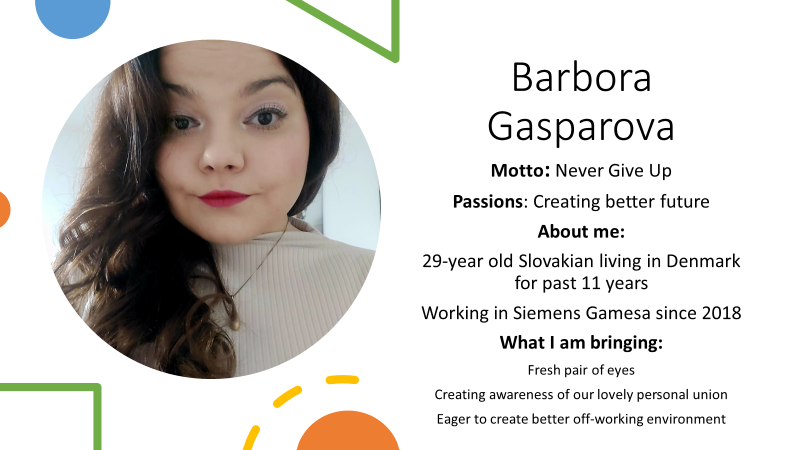 Barbora
Gasparova
Motto: Never Give Up
Passions: Creating better future
About me:
29-year old Slovakian living in Denmark
for past 11 years
Working in Siemens Gamesa since 2018
What I am bringing:
Fresh pair of eyes
Creating awareness of our lovely personal union
Eager to create better off-working environment